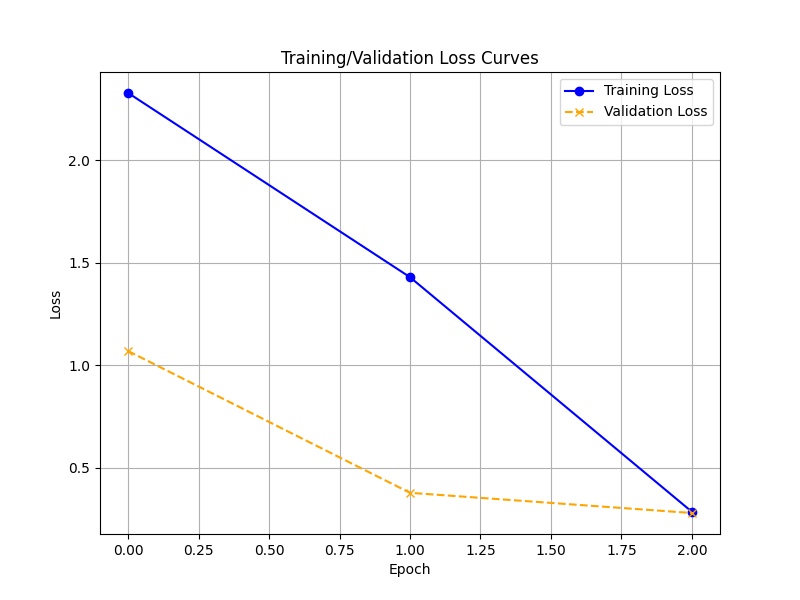 Training/Validation Loss Curves
Training Loss
Validation Loss
2.0
1.5
1.0
0.5
Loss
0.00 0.25 0.50 0.75 1.00 1.25 1.50 1.75 2.00
Epoch